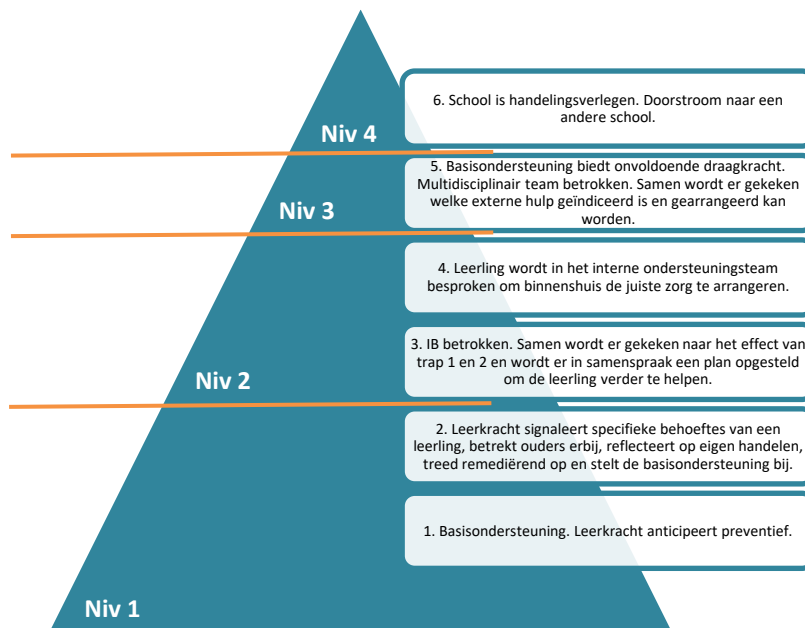 6. School is handelingsverlegen. Doorstroom naar een
andere school.
Niv 4
5. Basisondersteuning biedt onvoldoende draagkracht.
Multidisciplinair team betrokken. Samen wordt er gekeken
welke externe hulp geïndiceerd is en gearrangeerd kan
worden.
Niv 3
4. Leerling wordt in het interne ondersteuningsteam
besproken om binnenshuis de juiste zorg te arrangeren.
3. IB betrokken. Samen wordt er gekeken naar het effect van
trap 1 en 2 en wordt er in samenspraak een plan opgesteld
om de leerling verder te helpen.
Niv 2
2. Leerkracht signaleert specifieke behoeftes van een
leerling, betrekt ouders erbij, reflecteert op eigen handelen,
treed remediërend op en stelt de basisondersteuning bij.
1. Basisondersteuning. Leerkracht anticipeert preventief.
Niv 1